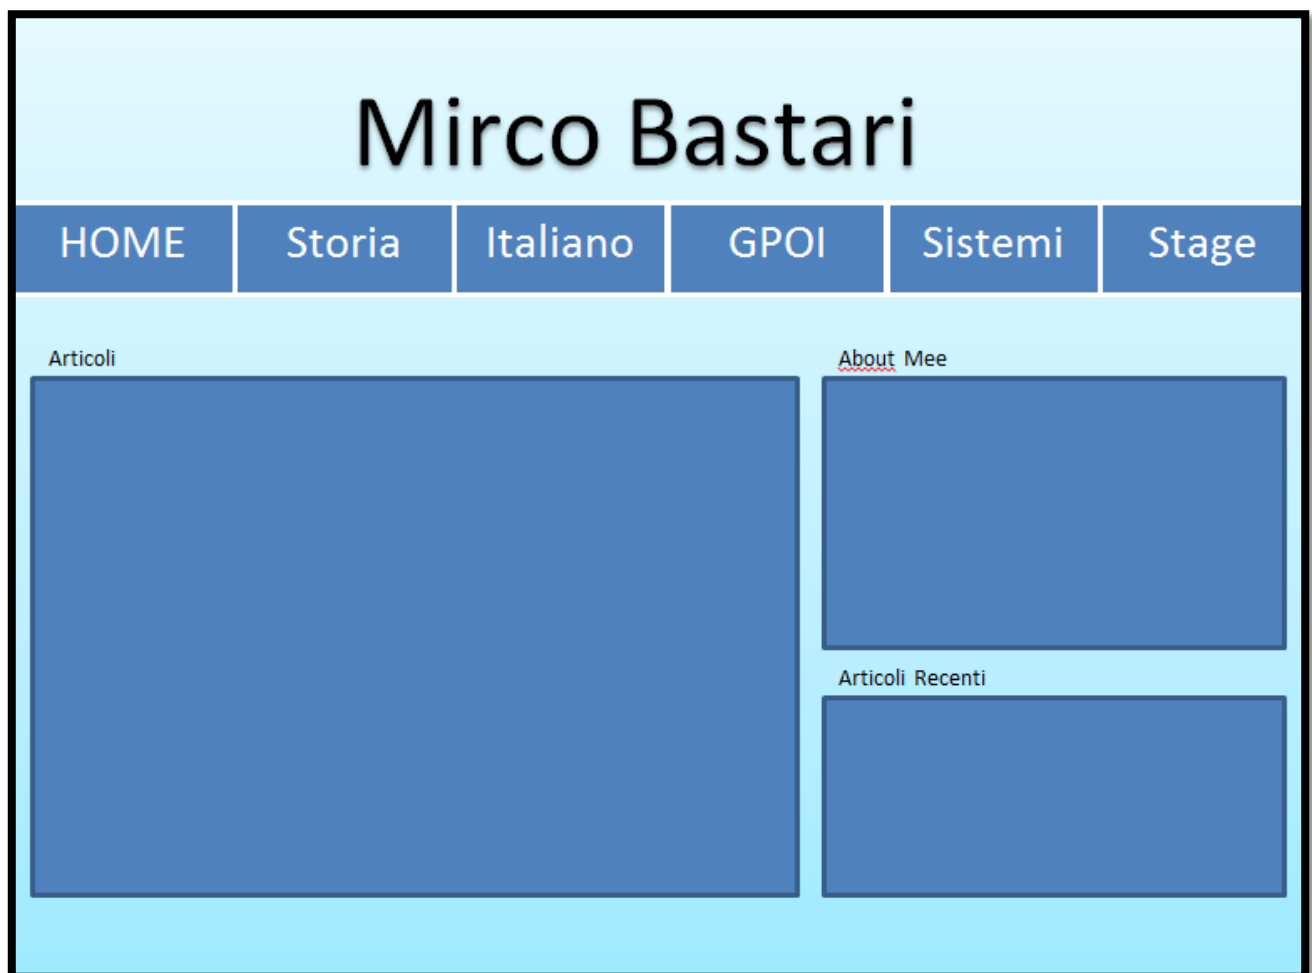 Mirco Bastari
HOME Storia Italiano GPOI Sistemi Stage
Articoli
About Mee
Articoli Recenti